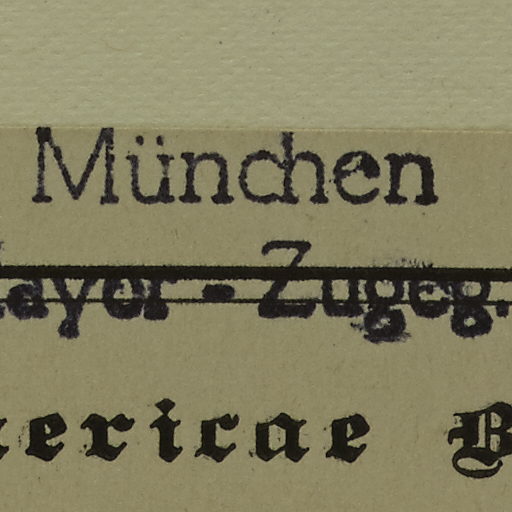 München
ayer - Zugeg.
ericae B